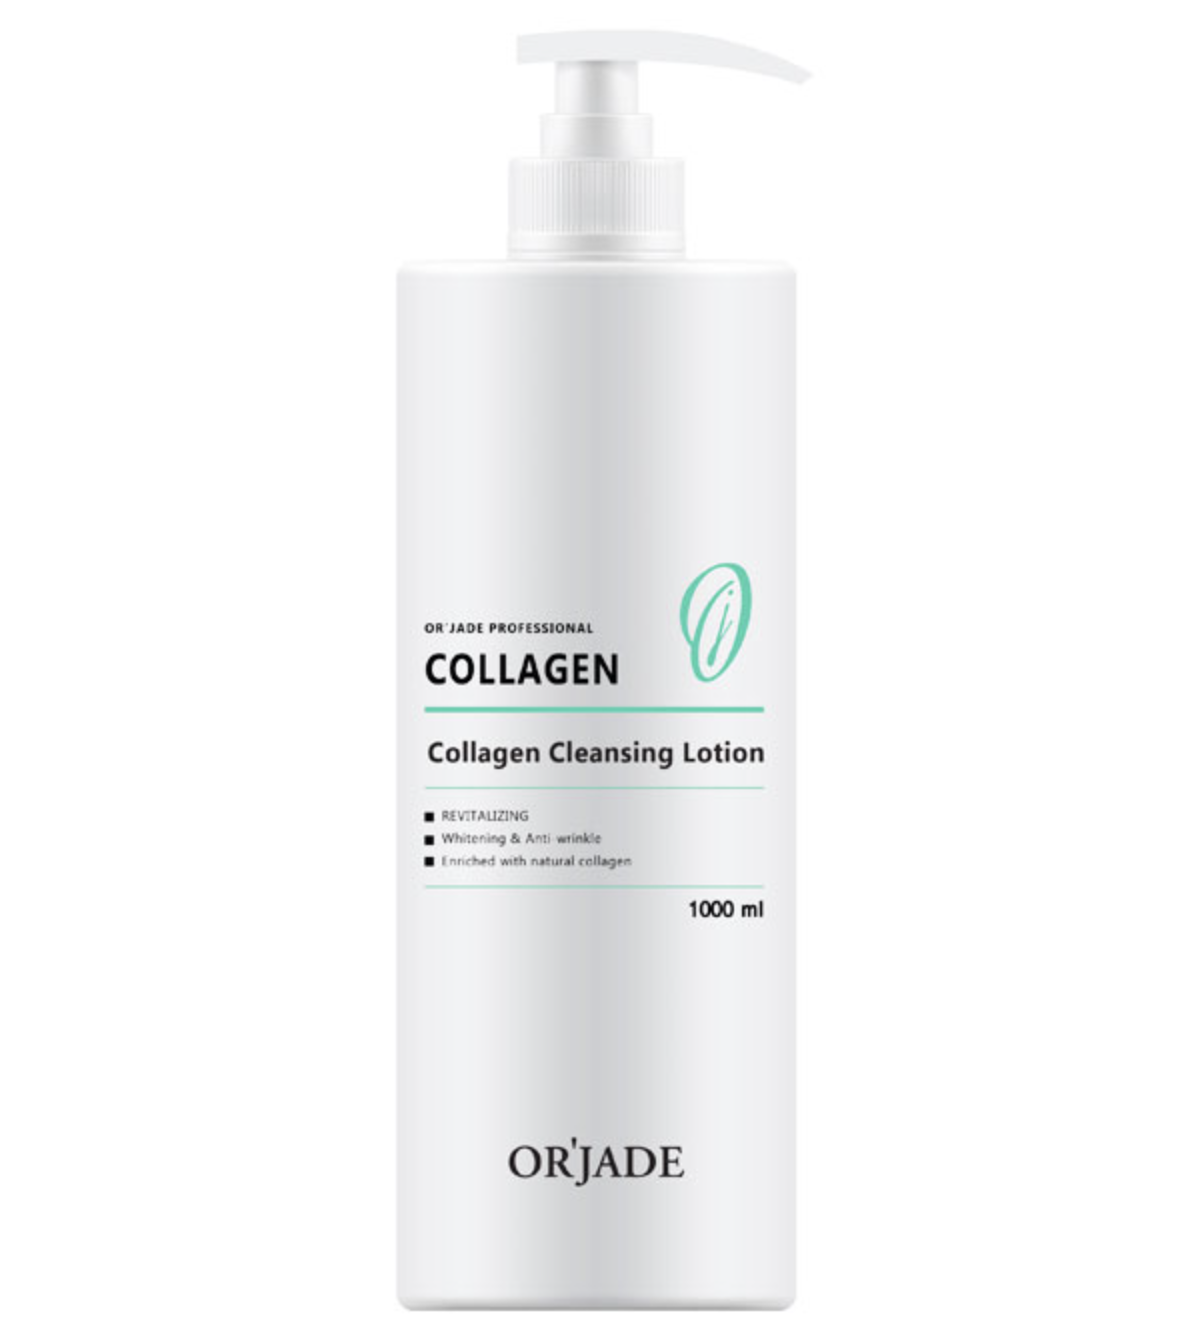 OR'JADE PROFESSIONAL
COLLAGEN
Collagen Cleansing Lotion
■ REVITALIZING
■ Whitening & Anti-wrinkle
■ Enriched with natural collagen
1000 ml
OR'JADE